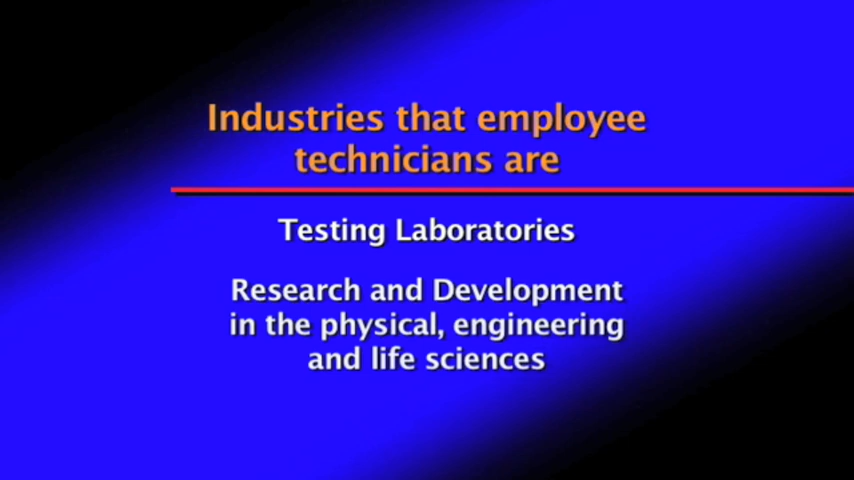 Industries that employee
technicians are
Testing Laboratories
Research and Development
in the physical, engineering
and life sciences